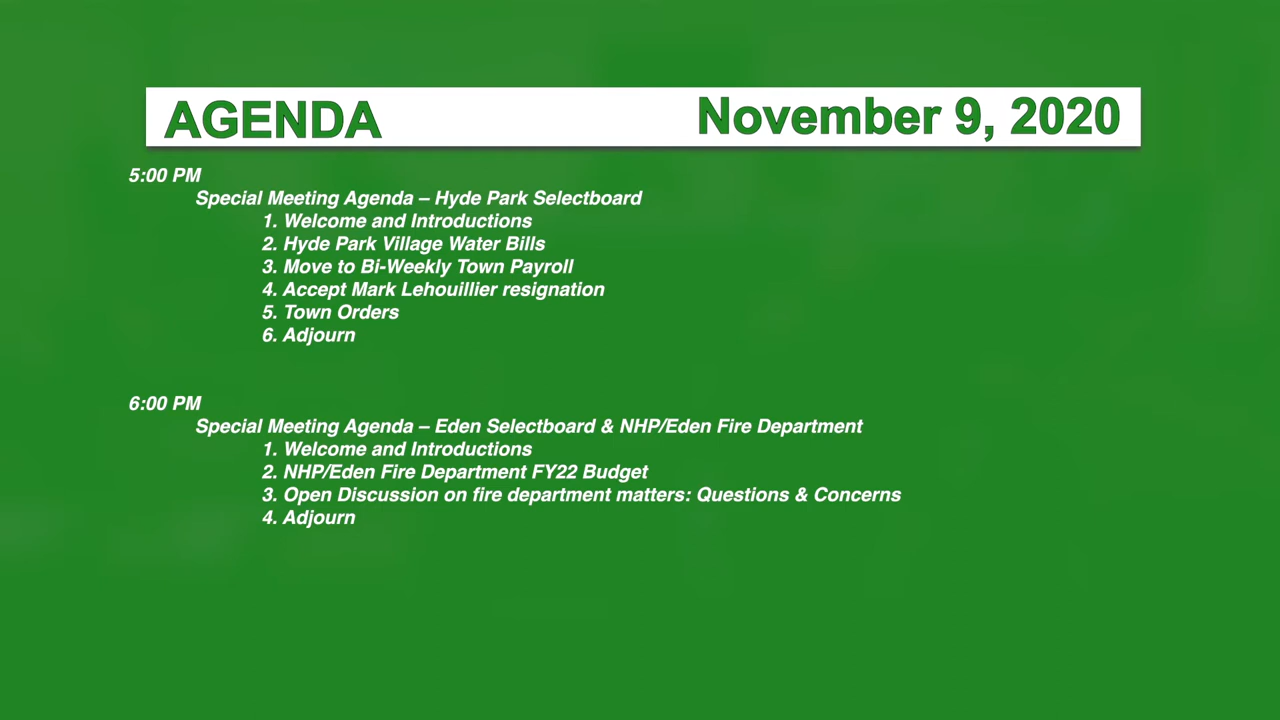 AGENDA November 9, 2020
5:00 PM
Special Meeting Agenda – Hyde Park Selectboard
1. Welcome and Introductions
2. Hyde Park Village Water Bills
3. Move to Bi-Weekly Town Payroll
4. Accept Mark Lehouillier resignation
5. Town Orders
6. Adjourn
6:00 PM
Special Meeting Agenda – Eden Selectboard & NHP/Eden Fire Department
1. Welcome and Introductions
2. NHP/Eden Fire Department FY22 Budget
3. Open Discussion on fire department matters: Questions & Concerns
4. Adjourn